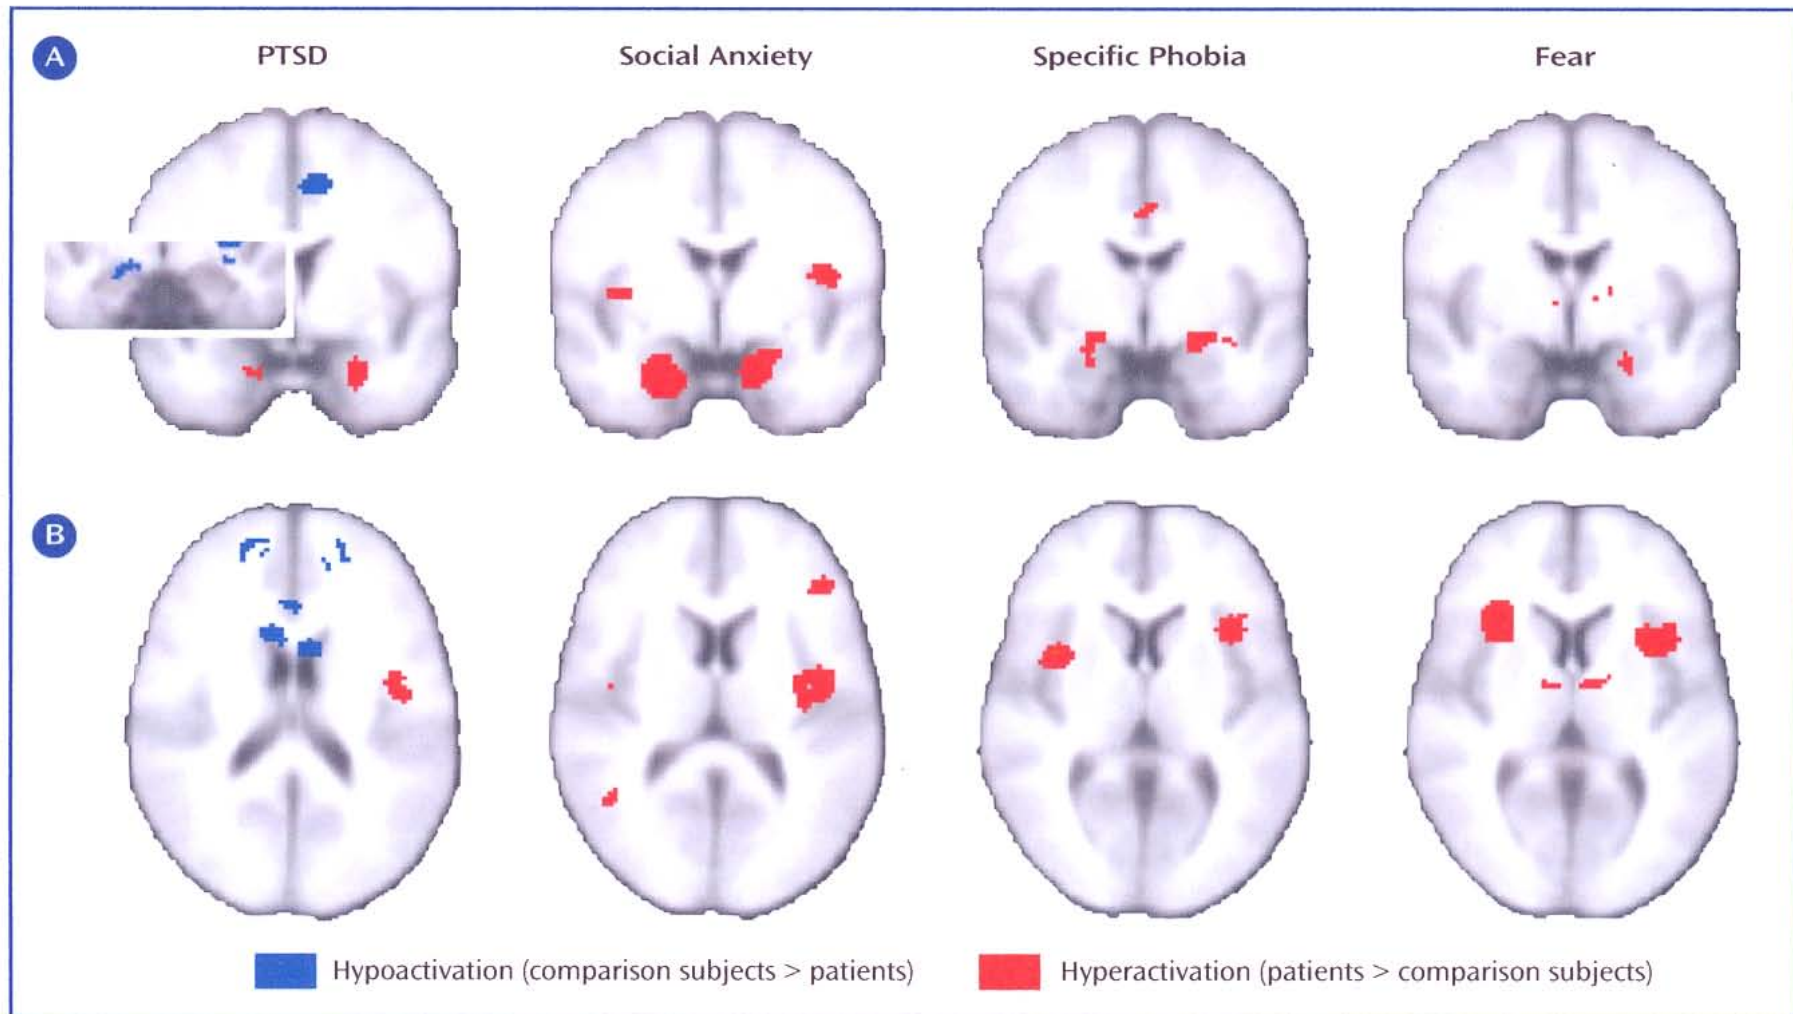 A
PTSD
Social Anxiety
Specific Phobia
Fear
B
Hypoactivation (comparison subjects > patients)
Hyperactivation (patients > comparison subjects)